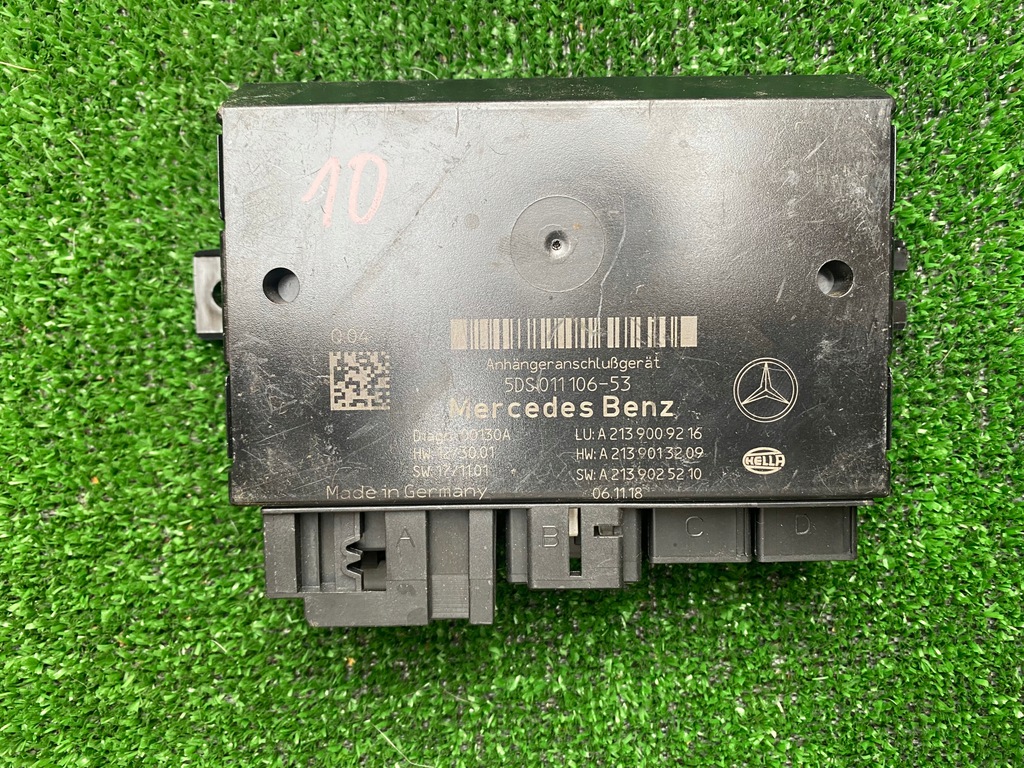 10
Q04
Anhängeranschlußgerät
5DS 011 106-53
Mercedes Benz
Diagn: 00130A LU: A 213 900 92 16
HW: 12/30.01 HW: A 213 901 32 09
SW: 17/11.01 SW: A 213 902 52 10
Made in Germany 06.11.18
HELLA
A B C D